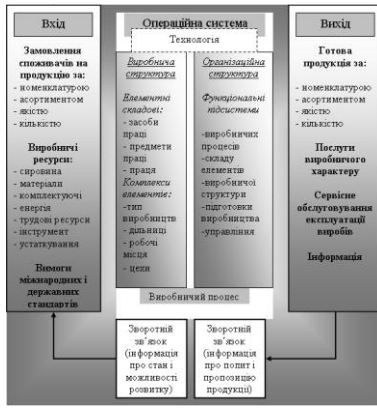 Вхід
Замовлення
споживачів на
продукцію за:
- номенклатурою
- асортиментом
- якістю
- кількістю
Виробничі
ресурси:
- сировина
- матеріали
- комплектуючі
- енергія
- трудові ресурси
- інструмент
- устаткування
Вимоги
міжнародних і
державних
стандартів
Операційна система
Технологія
Виробнича
структура
Елементні
складові:
- засоби
праці
- предмети
праці
- праця
Комплекси
елементів:
-тип
виробництв
- дільниці
- робочі
місця
- цехи
Організаційна
структура
Функціональні
підсистеми
-виробничих
процесів
-складу
елементів
-виробничої
структури
-підготовки
виробництва
-управління
Виробничий процес
Вихід
Готова
продукція за:
- номенклатурою
- асортиментом
- якістю
- кількістю
Послуги
виробничого
характеру
Сервісне
обслуговування
експлуатації
виробів
Інформація
Зворотній
зв'язок
(інформація
про стан і
можливості
розвитку)
Зворотній
зв'язок
(інформація
про попит і
пропозицію
продукції)